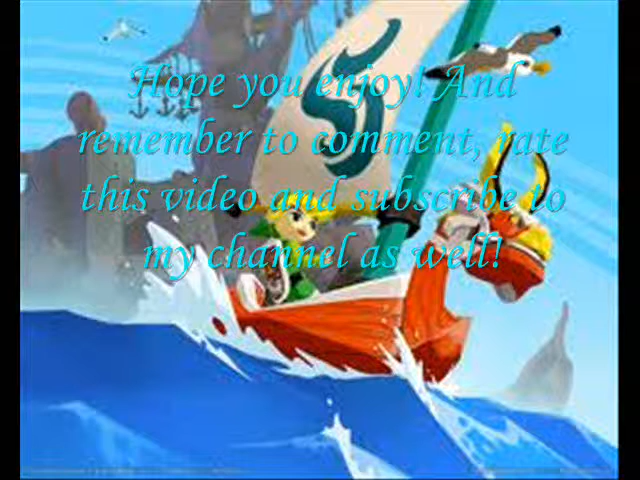 Hope you enjoy! And
remember to comment, rate
this video and subscribe to
my channel as well!